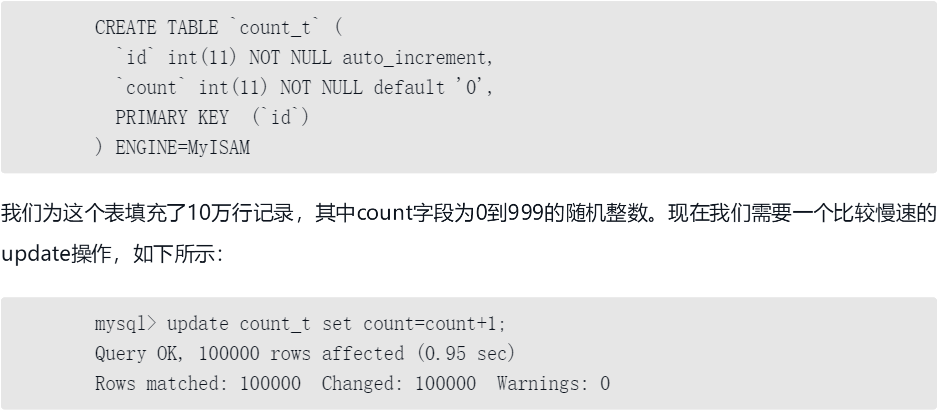 CREATE TABLE `count_t` (
`id` int(11) NOT NULL auto_increment,
`count` int(11) NOT NULL default '0',
PRIMARY KEY  (`id`)
) ENGINE=MyISAM
我们为这个表填充了10万行记录，其中count字段为0到999的随机整数。现在我们需要一个比较慢速的
update操作，如下所示：
mysql> update count_t set count=count+1;
Query OK, 100000 rows affected (0.95 sec)
Rows matched: 100000  Changed: 100000  Warnings: 0